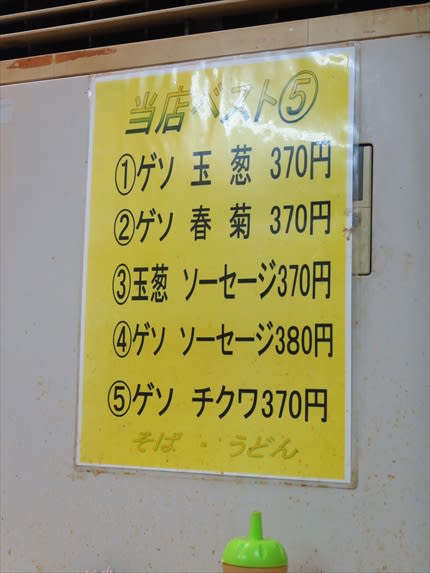 当店ベスト⑤
①ゲソ 玉 葱 370円
②ゲソ 春 菊 370円
③玉葱 ソーセージ370円
④ゲソ ソーセージ380円
⑤ゲソ チクワ370円
そば ・ うどん